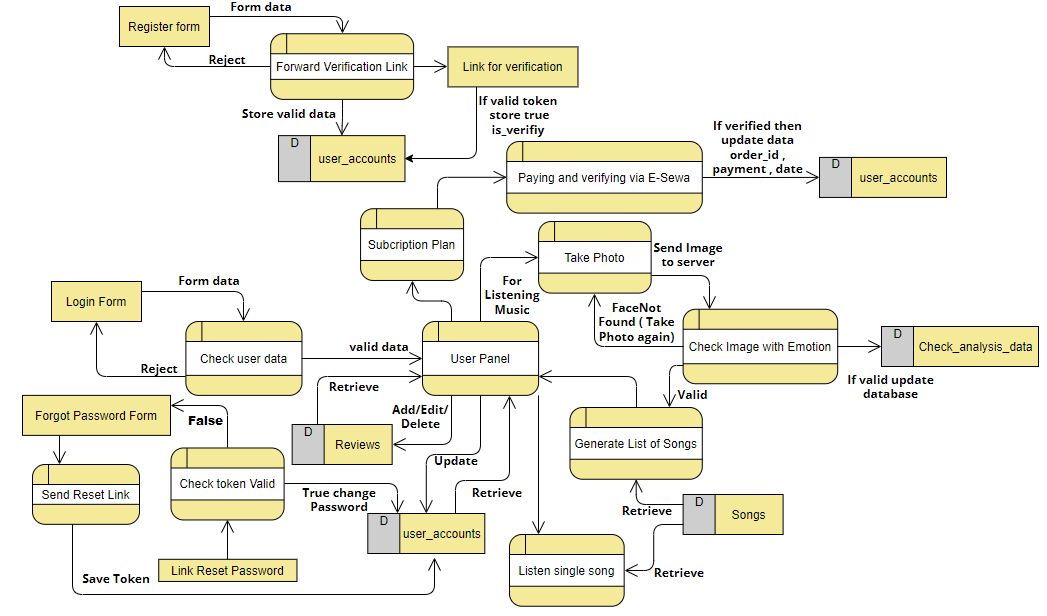 Form data
Register form
Reject
Forward Verification Link
Link for verification
Store valid data
If valid token
store true
is_verifiy
D
user_accounts
If verified then
update data
order_id ,
payment , date
Paying and verifying via E-Sewa
D
user_accounts
Subcription Plan
Take Photo
Send Image
to server
For
Listening
Music
FaceNot
Found ( Take
Photo again)
Form data
Login Form
Check user data
Reject
valid data
User Panel
Check Image with Emotion
D
Check_analysis_data
If valid update
database
Valid
Retrieve
Add/Edit/
Delete
Forgot Password Form
False
D
Reviews
Generate List of Songs
Update
Check token Valid
Send Reset Link
True change
Password
Retrieve
Retrieve
D
Songs
D
user_accounts
Link Reset Password
Save Token
Listen single song
Retrieve